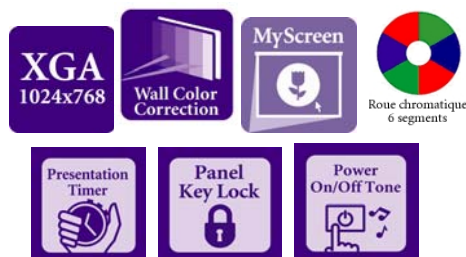 XGA
1024x768
Wall Color
Correction
MyScreen
Roue chromatique
6 segments
Presentation
Timer
Panel
Key Lock
Power
On/Off Tone